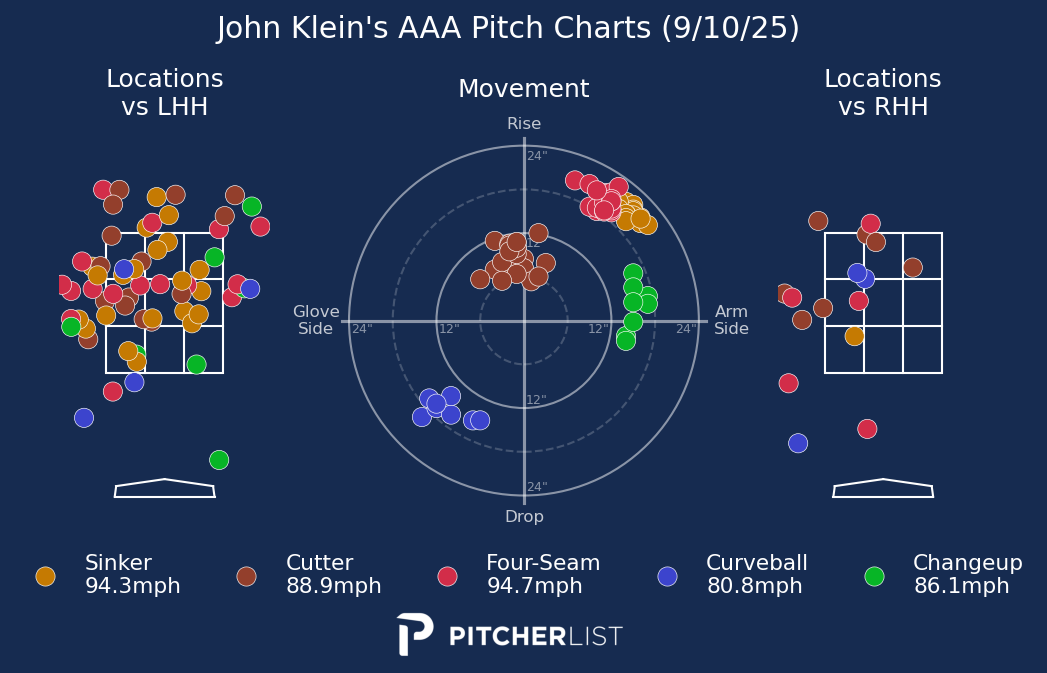 John Klein's AAA Pitch Charts (9/10/25)
Locations
vs LHH
Movement
Locations
vs RHH
Rise
24"
12"
Glove
Side
24"
12"
12"
24"
Arm
Side
12"
24"
Drop
Sinker
94.3mph
Cutter
88.9mph
Four-Seam
94.7mph
Curveball
80.8mph
Changeup
86.1mph
PITCHERLIST